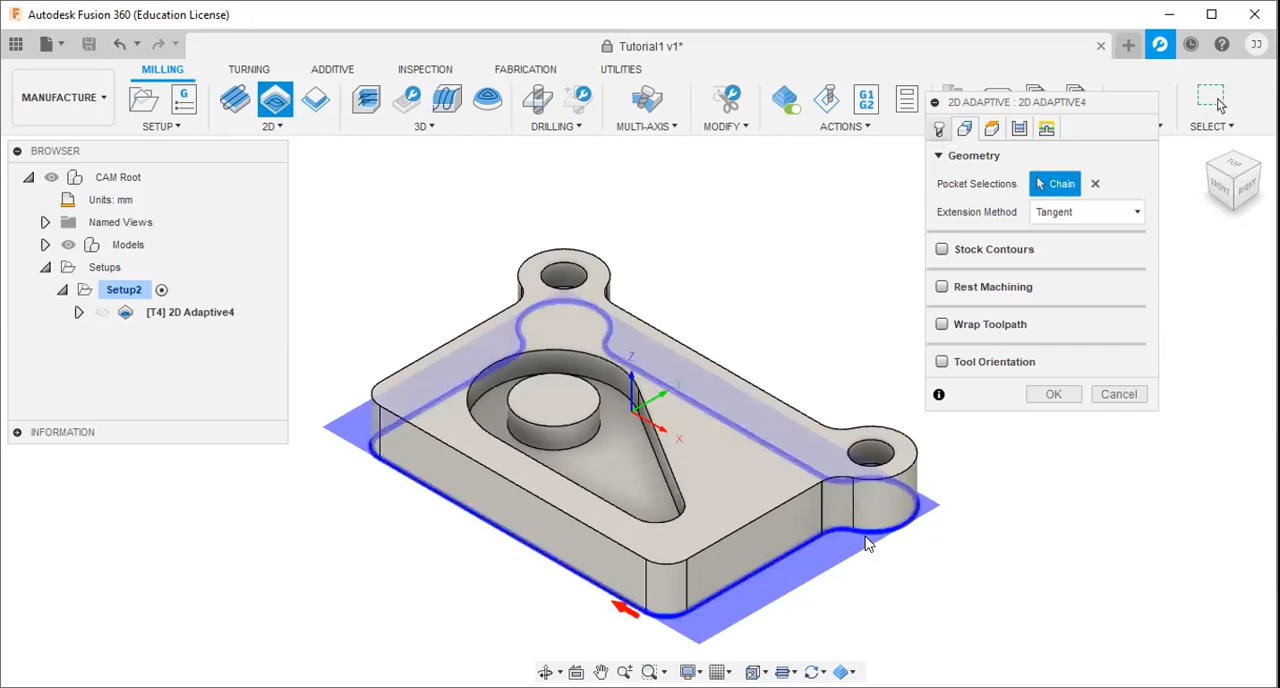 Autodesk Fusion 360 (Education License)
Tutorial1 v1*
JJ
MILLING TURNING ADDITIVE INSPECTION FABRICATION UTILITIES
MANUFACTURE
G
G1
G2
SETUP 2D 3D DRILLING MULTI-AXIS MODIFY ACTIONS SELECT
BROWSER
CAM Root
Units: mm
Named Views
Models
Setups
Setup2
[T4] 2D Adaptive4
INFORMATION
2D ADAPTIVE : 2D ADAPTIVE4
Geometry
Pocket Selections Chain
Extension Method Tangent
Stock Contours
Rest Machining
Wrap Toolpath
Tool Orientation
OK Cancel
TOP
FRONT RIGHT
Z
Y
X